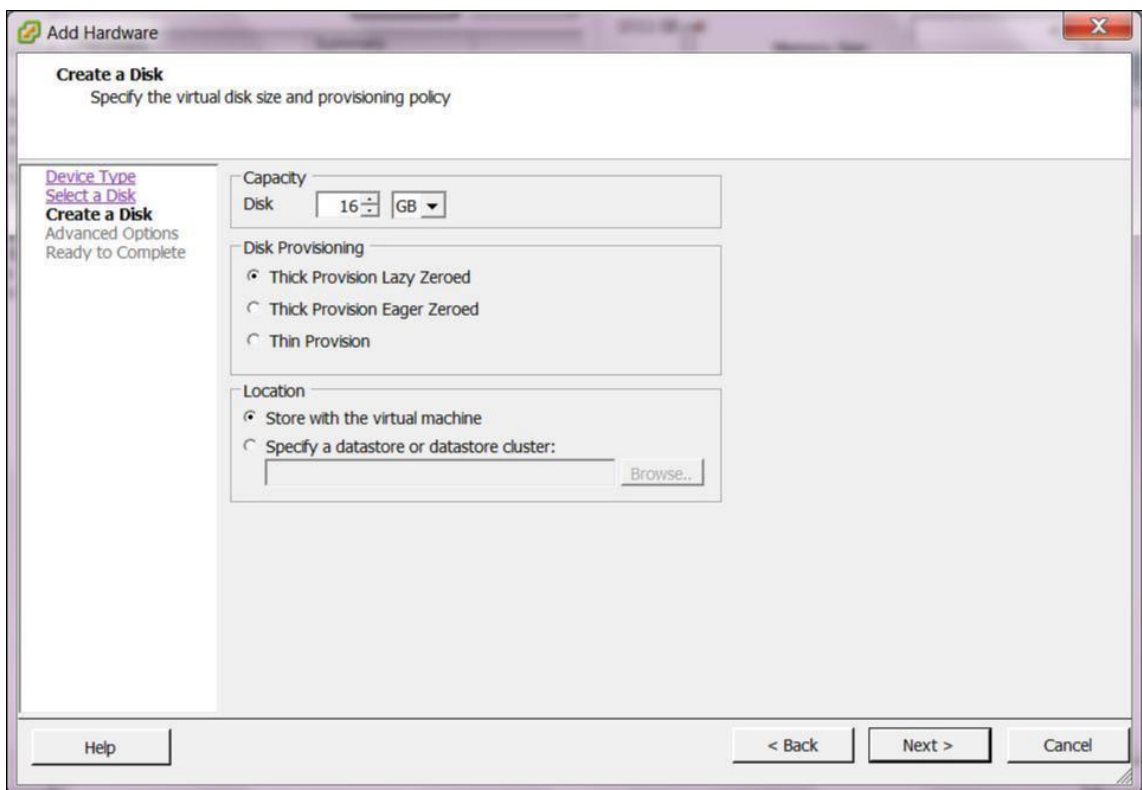 Add Hardware
X
Create a Disk
Specify the virtual disk size and provisioning policy
Device Type
Select a Disk
Create a Disk
Advanced Options
Ready to Complete
Capacity
Disk 16 GB
Disk Provisioning
Thick Provision Lazy Zeroed
Thick Provision Eager Zeroed
Thin Provision
Location
Store with the virtual machine
Specify a datastore or datastore cluster:
Browse..
Help
< Back
Next >
Cancel